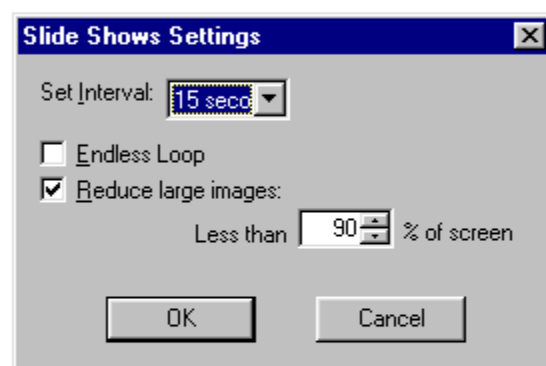 Slide Shows Settings
Set Interval: 15 seco
Endless Loop
Reduce large images:
Less than 90 % of screen
OK Cancel